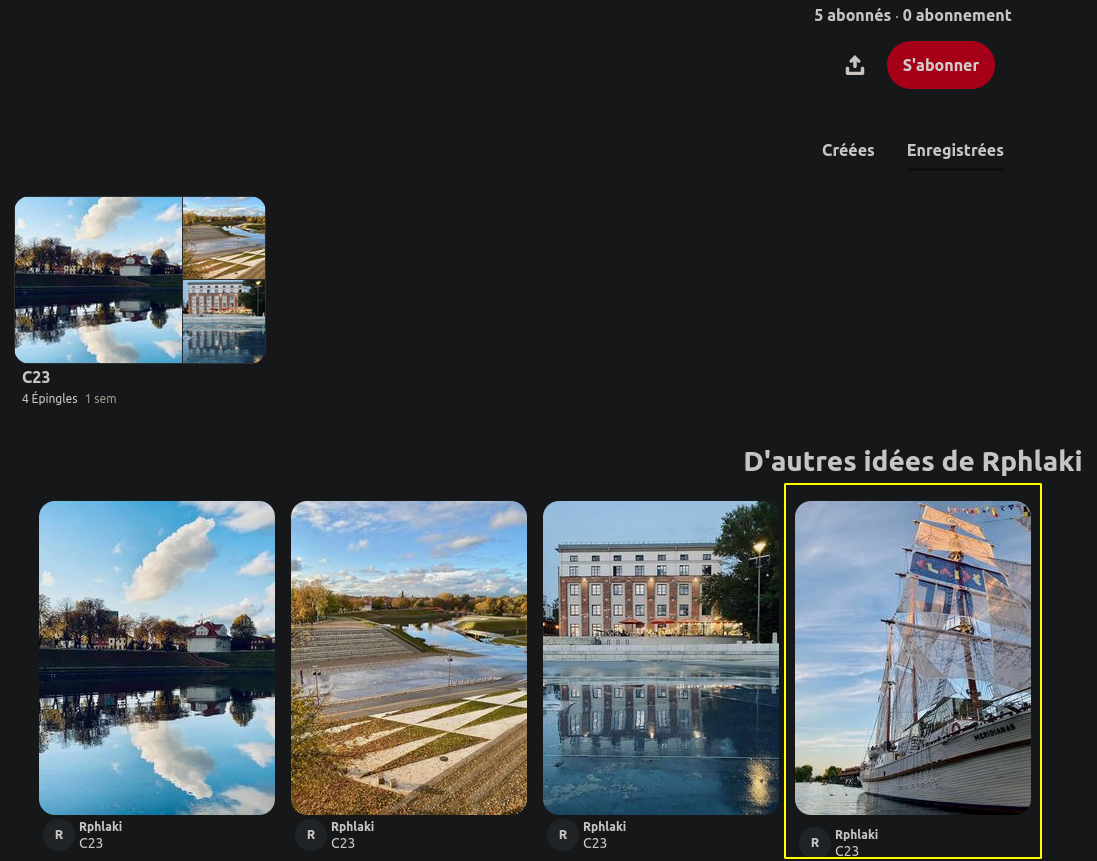 5 abonnés · 0 abonnement
S'abonner
Créées
Enregistrées
C23
4 Épingles 1 sem
D'autres idées de Rphlaki
MERIDIANAS
R
Rphlaki
C23
R
Rphlaki
C23
R
Rphlaki
C23
R
Rphlaki
C23